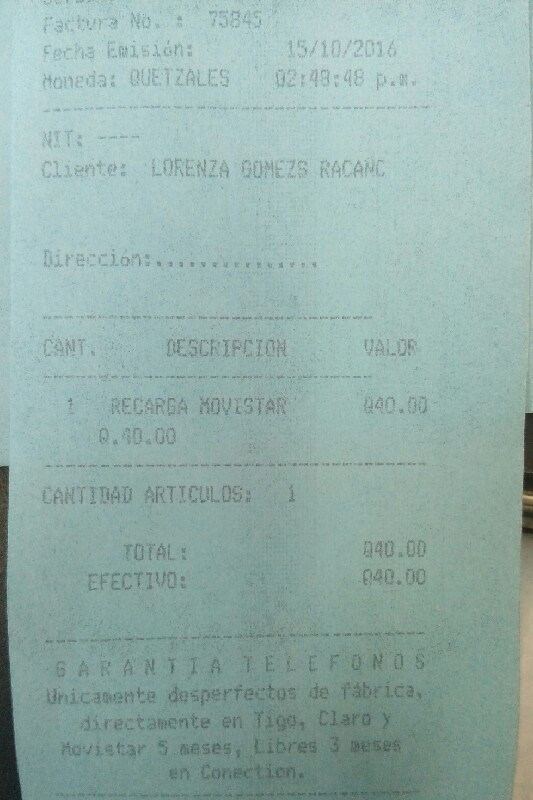 Factura No. : 75845
Fecha Emisión: 15/10/2016
Moneda: QUETZALES 02:48:48 p.m.
NIT: ----
Cliente: LORENZA GOMEZS RACANC
Dirección:................
CANT. DESCRIPCION VALOR
1 RECARGA MOVISTAR Q40.00
Q.40.00
CANTIDAD ARTICULOS: 1
TOTAL: Q40.00
EFECTIVO: Q40.00
G A R A N T I A T E L E F O N O S
Unicamente desperfectos de fábrica,
directamente en Tigo, Claro y
Movistar 5 meses, Libres 3 meses
en Conection.